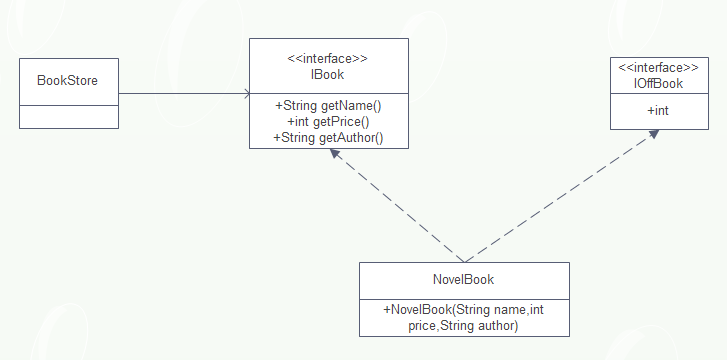 BookStore
<<interface>>
IBook
+String getName()
+int getPrice()
+String getAuthor()
<<interface>>
IOffBook
+int
NovelBook
+NovelBook(String name,int
price,String author)